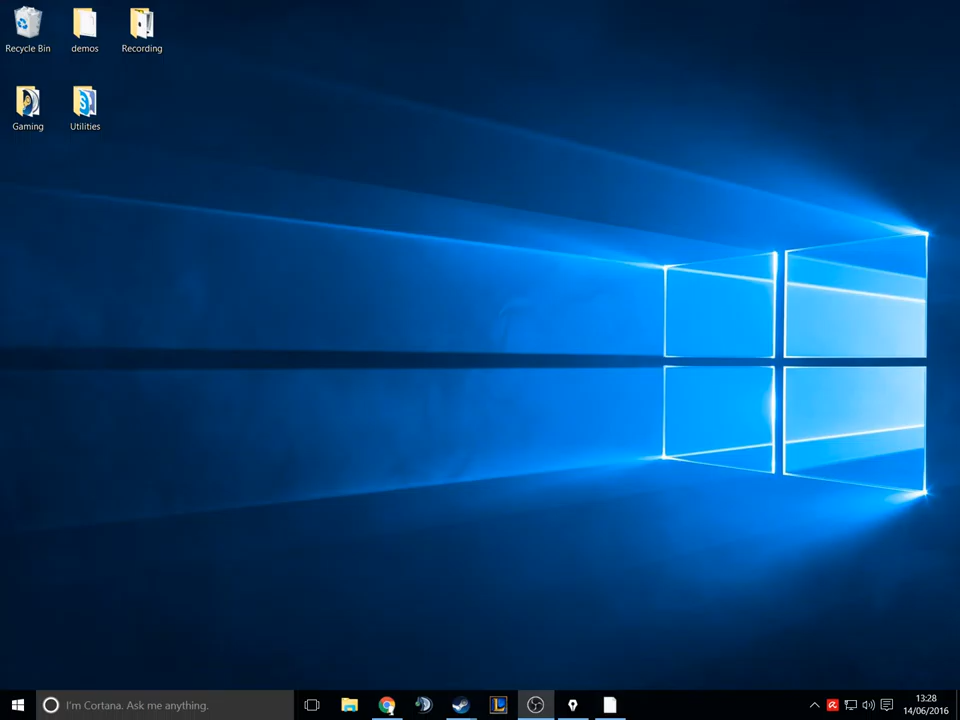 Recycle Bin
demos
Recording
Gaming
Utilities
I'm Cortana. Ask me anything.
13:28
14/06/2016